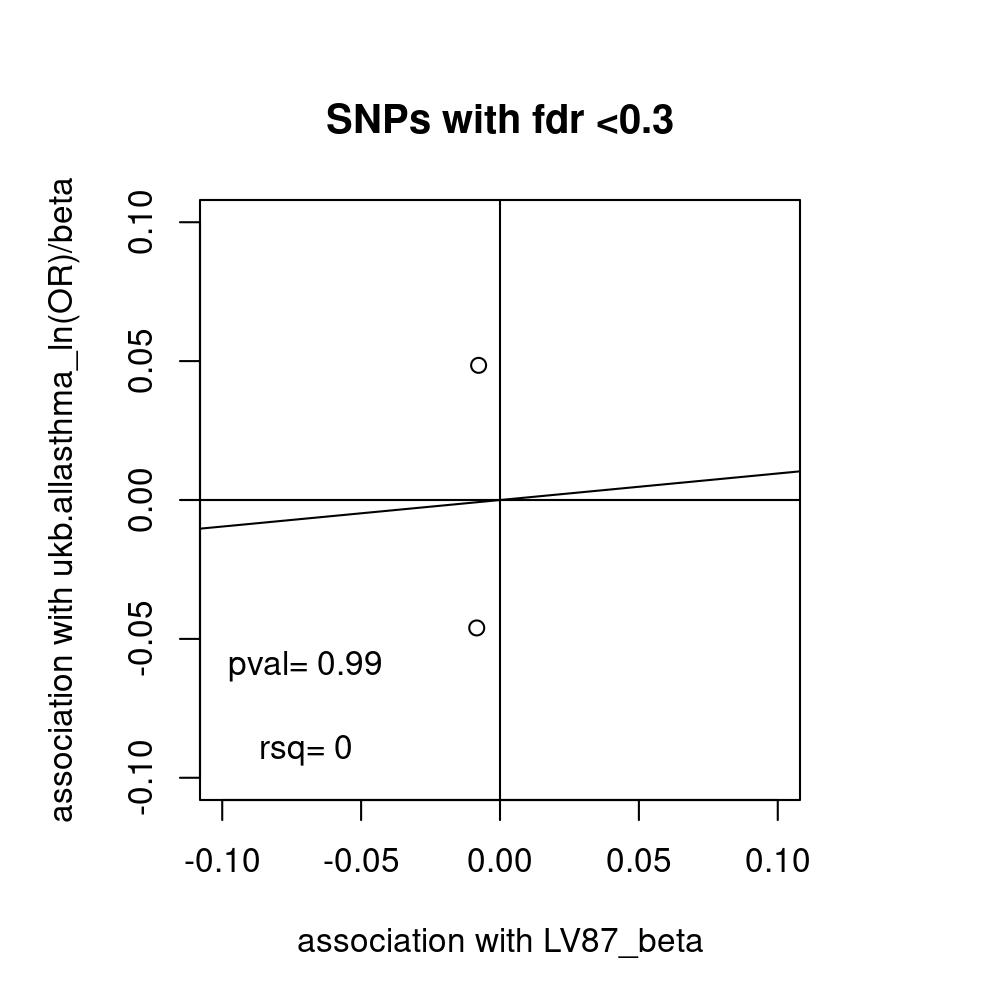 SNPs with fdr <0.3
association with ukb.allasthma_ln(OR)/beta
0.10
0.05
0.00
-0.05
-0.10
pval= 0.99
rsq= 0
-0.10 -0.05 0.00 0.05 0.10
association with LV87_beta